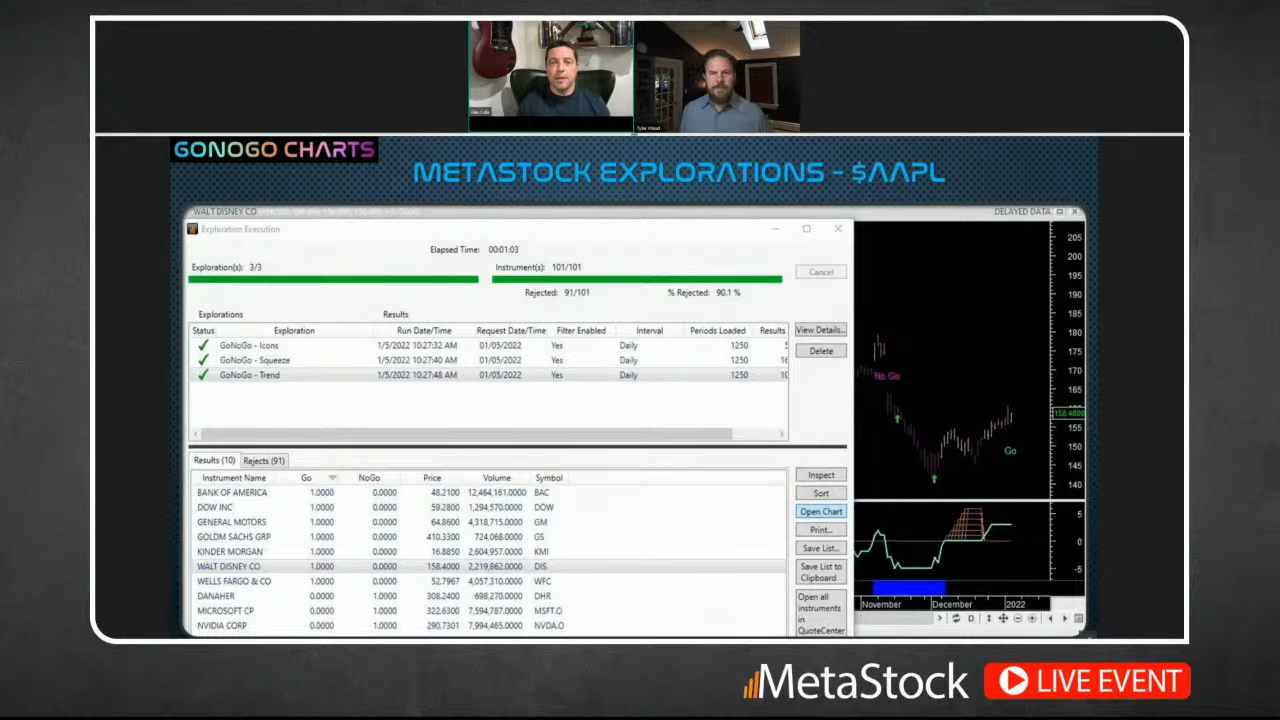 Alex Cole
Tyler Wood
GONOGO CHARTS
METASTOCK EXPLORATIONS - $AAPL
WALT DISNEY CO
DELAYED DATA
Exploration Execution
Elapsed Time: 00:01:03
Exploration(s): 3/3 Instrument(s): 101/101
Cancel
Rejected: 91/101 % Rejected: 90.1 %
Explorations Results
Status Exploration Run Date/Time Request Date/Time Filter Enabled Interval Periods Loaded Results
GoNoGo - Icons 1/5/2022 10:27:32 AM 01/05/2022 Yes Daily 1250
GoNoGo - Squeeze 1/5/2022 10:27:40 AM 01/05/2022 Yes Daily 1250 16
GoNoGo - Trend 1/5/2022 10:27:48 AM 01/05/2022 Yes Daily 1250 10
View Details...
Delete
Results (10) Rejects (91)
Instrument Name Go NoGo Price Volume Symbol
BANK OF AMERICA 1.0000 0.0000 48.2100 12,464,161.0000 BAC
DOW INC 1.0000 0.0000 59.2800 1,294,570.0000 DOW
GENERAL MOTORS 1.0000 0.0000 64.8600 4,318,715.0000 GM
GOLDM SACHS GRP 1.0000 0.0000 410.3300 724,068.0000 GS
KINDER MORGAN 1.0000 0.0000 16.8850 2,604,957.0000 KMI
WALT DISNEY CO 1.0000 0.0000 158.4000 2,219,862.0000 DIS
WELLS FARGO & CO 1.0000 0.0000 52.7967 4,057,310.0000 WFC
DANAHER 0.0000 1.0000 308.2400 698,270.0000 DHR
MICROSOFT CP 0.0000 1.0000 322.6300 7,594,787.0000 MSFT.O
NVIDIA CORP 0.0000 1.0000 290.7301 7,994,465.0000 NVDA.O
Inspect
Sort
Open Chart
Print...
Save List...
Save List to
Clipboard
Open all
instruments
in
QuoteCenter
205
200
195
190
185
180
175
170
165
158.4000
155
150
145
140
No Go
Go
5
0
-5
November December 2022
D
MetaStock
LIVE EVENT